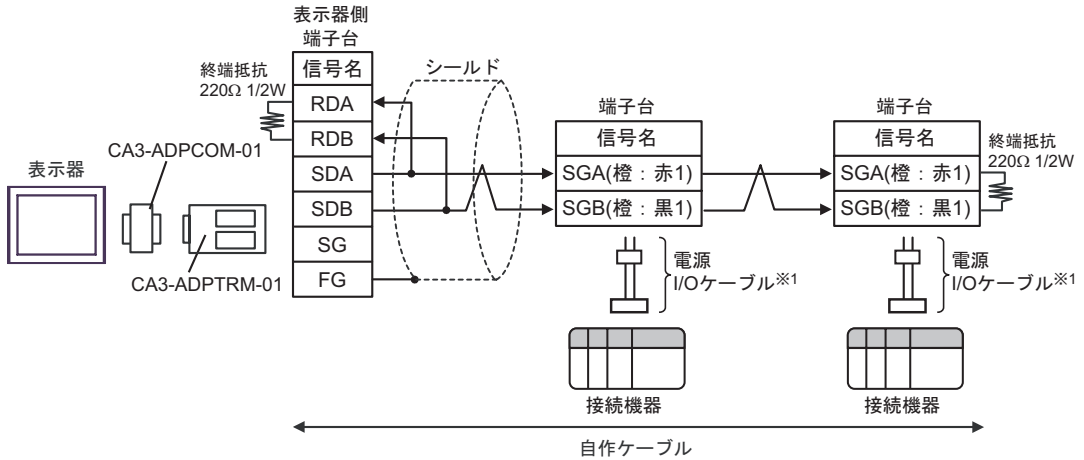 表示器
CA3-ADPCOM-01
CA3-ADPTRM-01
終端抵抗
220Ω 1/2W
表示器側
端子台
信号名
RDA
RDB
SDA
SDB
SG
FG
シールド
端子台
信号名
SGA(橙：赤1)
SGB(橙：黒1)
電源
I/Oケーブル※1
接続機器
端子台
信号名
SGA(橙：赤1)
SGB(橙：黒1)
終端抵抗
220Ω 1/2W
電源
I/Oケーブル※1
接続機器
自作ケーブル